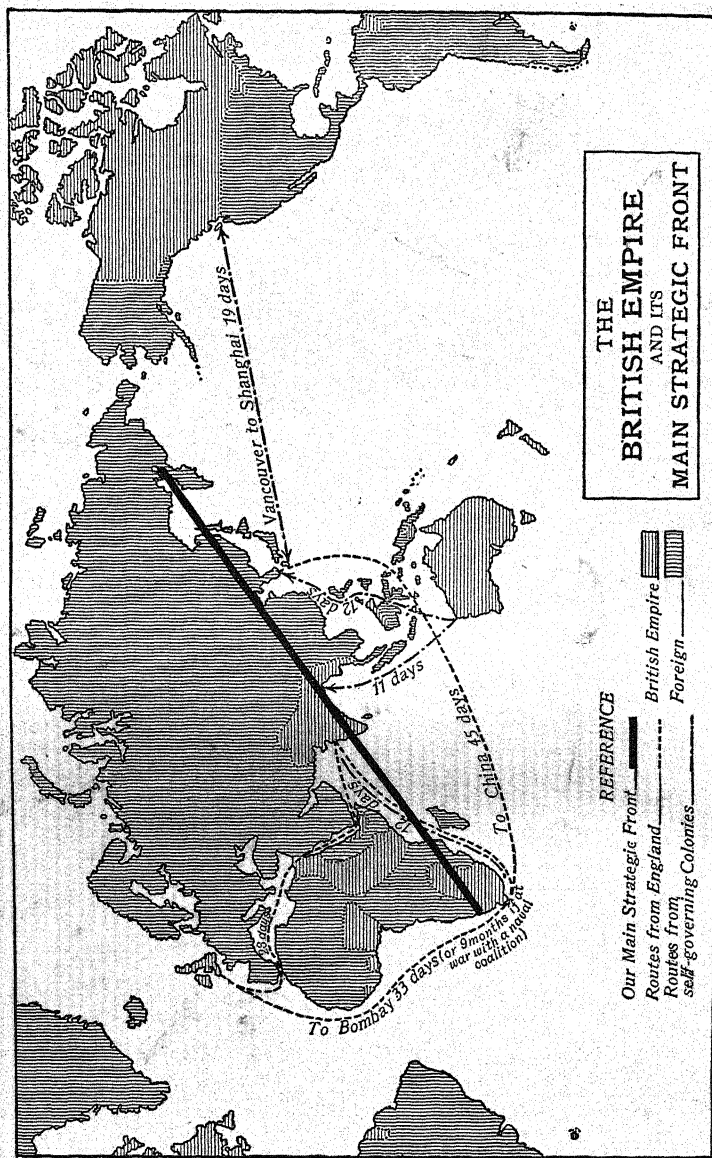 THE
BRITISH EMPIRE
AND ITS
MAIN STRATEGIC FRONT
Vancouver to Shanghai 19 days
12 days
11 days
To China 45 days
days
days
To Bombay 33 days (or 9 months if at
war with a naval
coalition)
REFERENCE
Our Main Strategic Front
Routes from England
Routes from
self-governing Colonies
British Empire
Foreign